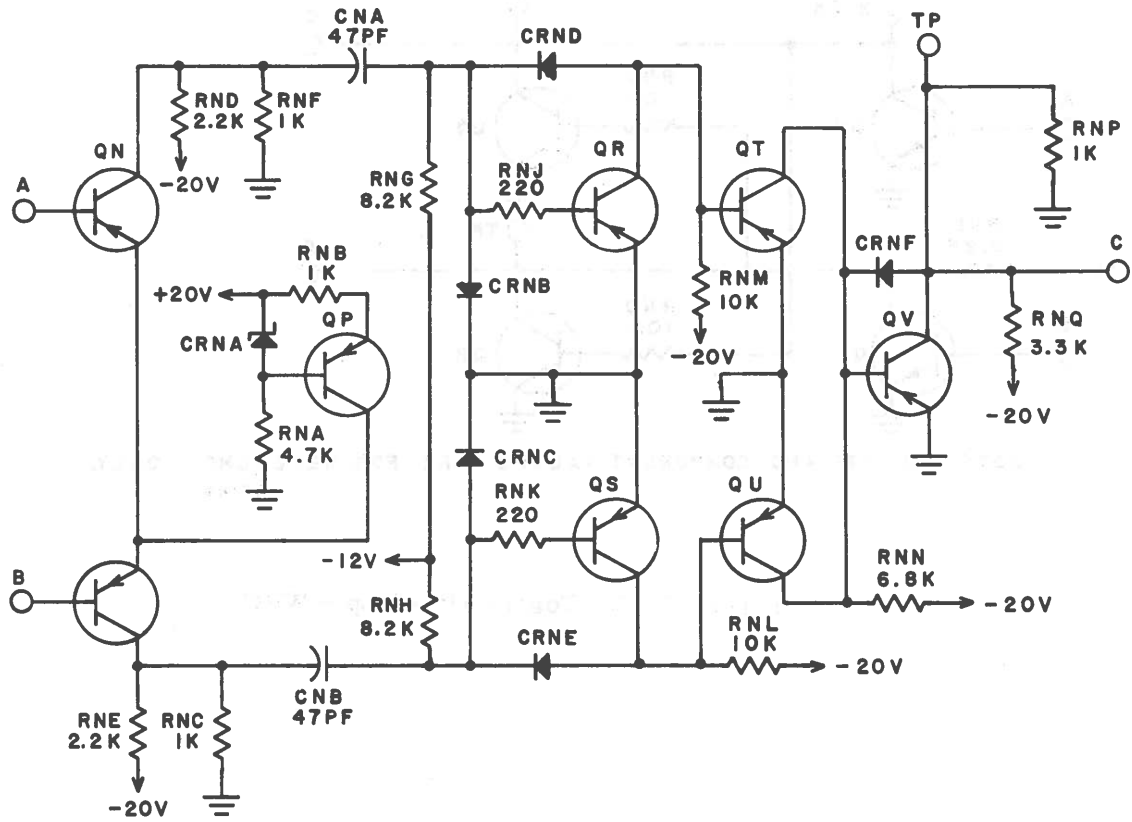 CNA
47PF
CRND
TP
RND
2.2K
RNF
1K
-20V
QN
A
RNG
8.2K
RNJ
220
QR
QT
RNP
1K
RNB
1K
+20V
QP
CRNA
RNA
4.7K
CRNB
RNM
10K
-20V
CRNF
C
QV
RNQ
3.3K
-20V
CRNC
RNK
220
QS
QU
B
-12V
RNH
8.2K
CRNE
RNN
6.8K
-20V
RNL
10K
-20V
CNB
47PF
RNE
2.2K
RNC
1K
-20V